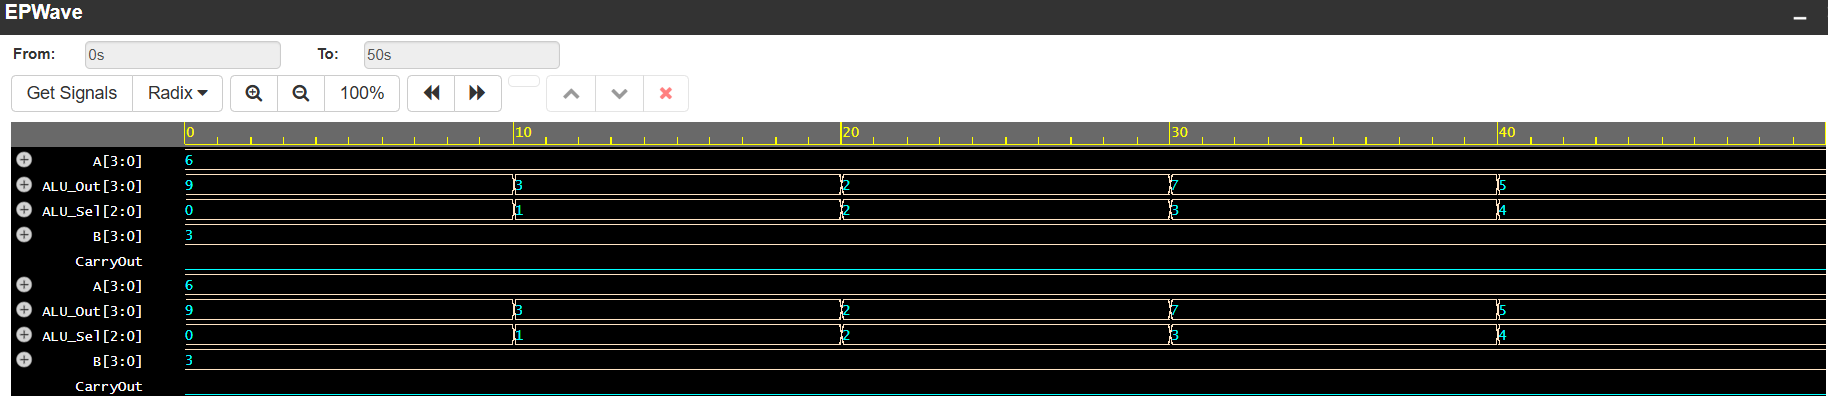 EPWave
From: 0s To: 50s
Get Signals Radix 100%
0 10 20 30 40
A[3:0] 6
ALU_Out[3:0] 9 3 2 7 5
ALU_Sel[2:0] 0 1 2 3 4
B[3:0] 3
CarryOut
A[3:0] 6
ALU_Out[3:0] 9 3 2 7 5
ALU_Sel[2:0] 0 1 2 3 4
B[3:0] 3
CarryOut